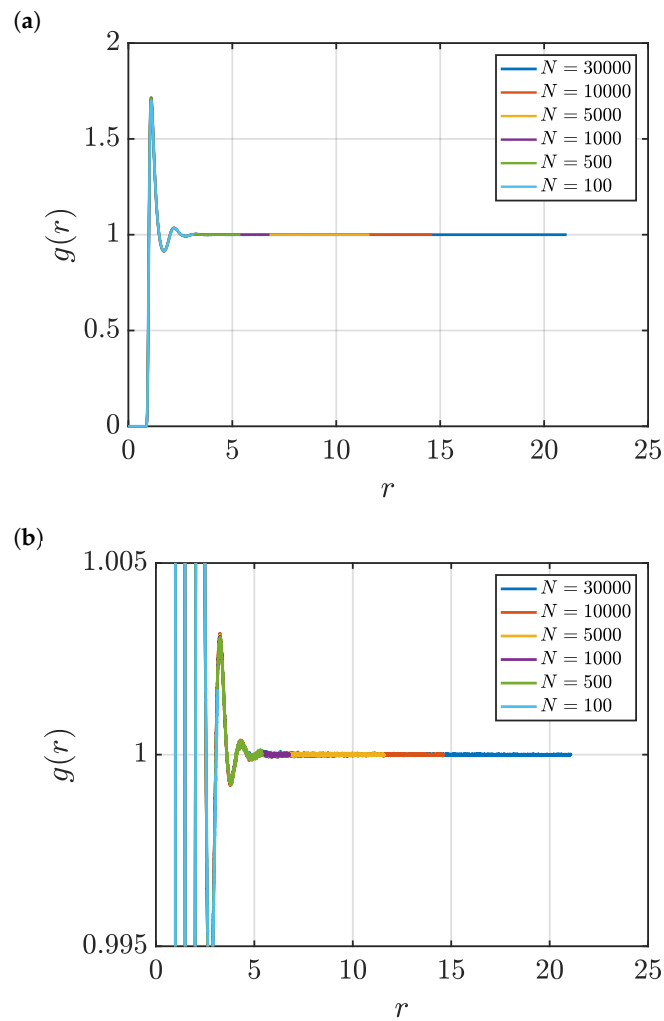 (a)
2
1.5
1
0.5
0
g(r)
0 5 10 15 20 25
r
N = 30000
N = 10000
N = 5000
N = 1000
N = 500
N = 100
(b)
1.005
1
0.995
g(r)
0 5 10 15 20 25
r
N = 30000
N = 10000
N = 5000
N = 1000
N = 500
N = 100